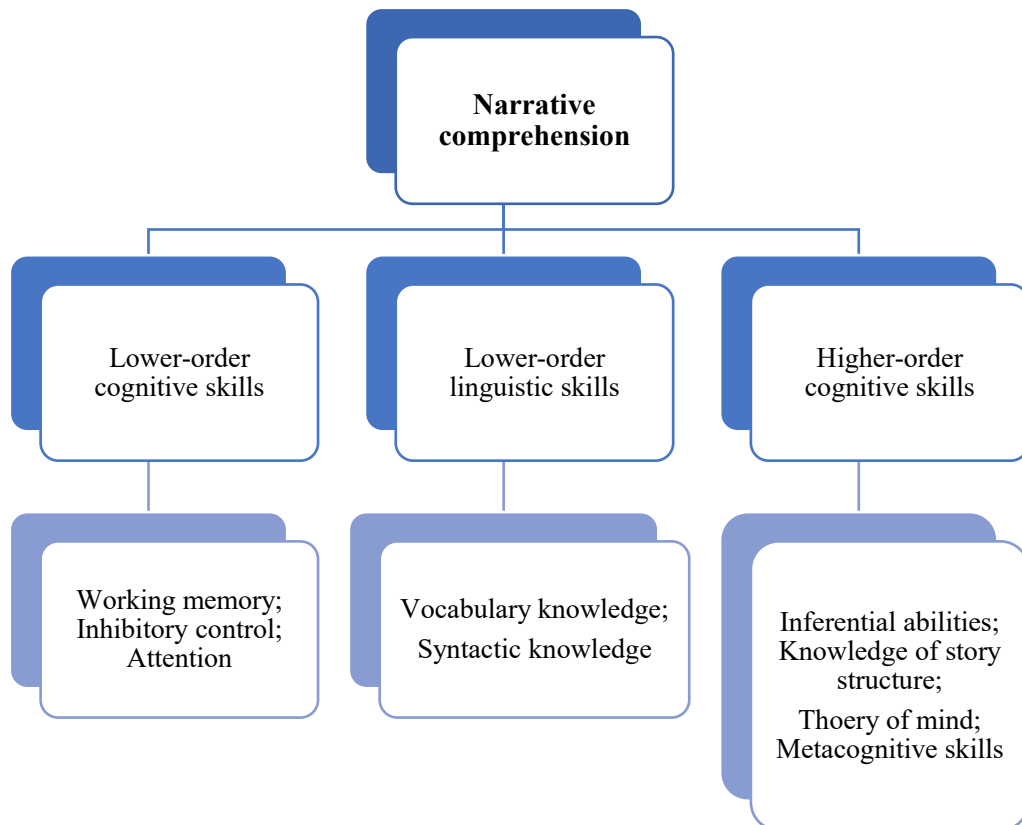 Narrative
comprehension
Lower-order
cognitive skills
Lower-order
linguistic skills
Higher-order
cognitive skills
Working memory;
Inhibitory control;
Attention
Vocabulary knowledge;
Syntactic knowledge
Inferential abilities;
Knowledge of story
structure;
Thoery of mind;
Metacognitive skills